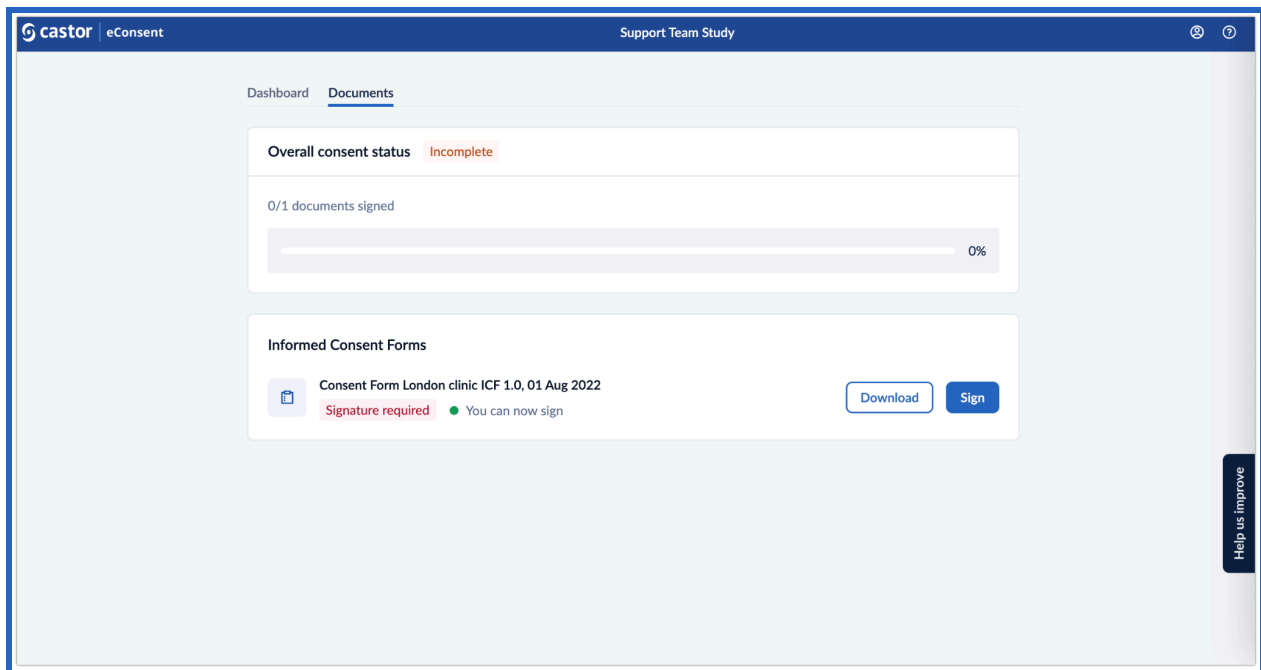 castor eConsent Support Team Study
Dashboard Documents
Overall consent status Incomplete
0/1 documents signed
0%
Informed Consent Forms
Consent Form London clinic ICF 1.0, 01 Aug 2022
Signature required You can now sign
Download Sign
Help us improve